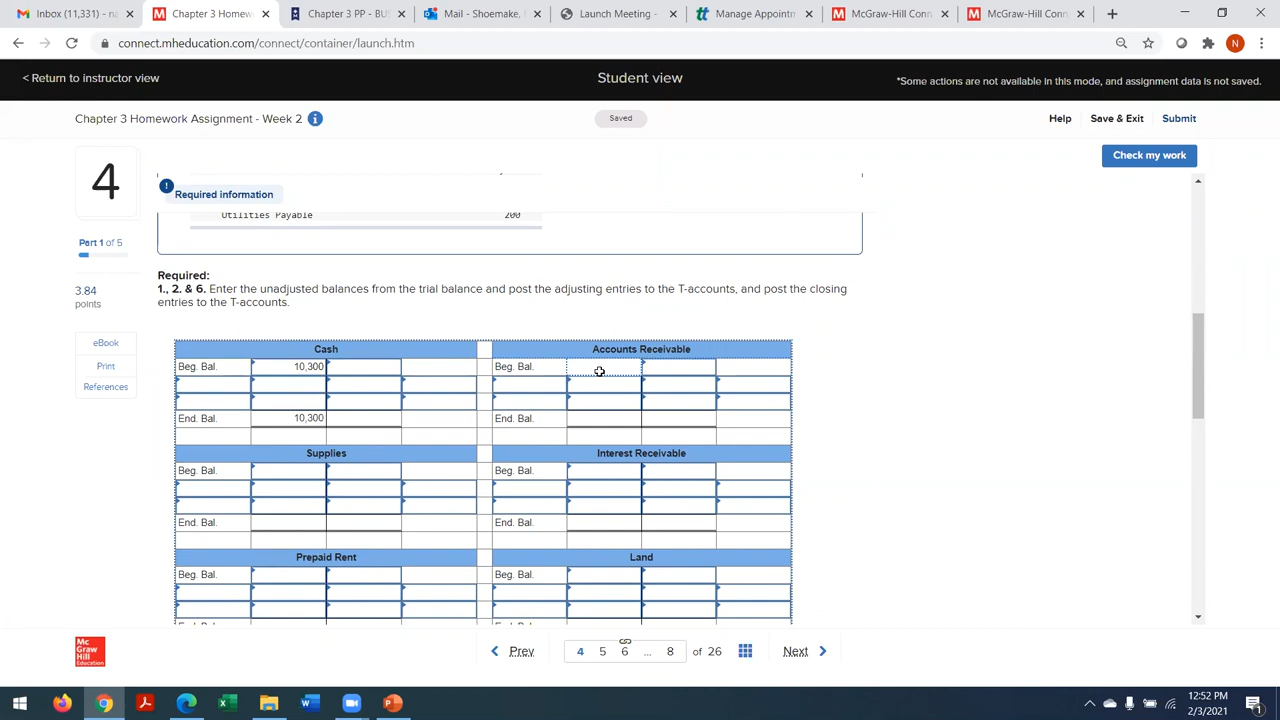 Inbox (11,331) - na
Chapter 3 Homew
Chapter 3 PP - BUS
Mail - Shoemake,
Launch Meeting -
Manage Appointm
McGraw-Hill Conn
McGraw-Hill Conn
connect.mheducation.com/connect/container/launch.htm
N
< Return to instructor view
Student view
*Some actions are not available in this mode, and assignment data is not saved.
Chapter 3 Homework Assignment - Week 2
Saved
Help
Save & Exit
Submit
Check my work
4
Required information
Utilities Payable 200
Part 1 of 5
3.84
points
eBook
Print
References
Required:
1., 2. & 6. Enter the unadjusted balances from the trial balance and post the adjusting entries to the T-accounts, and post the closing
entries to the T-accounts.
Cash Accounts Receivable
Beg. Bal. 10,300 Beg. Bal.
End. Bal. 10,300 End. Bal.
Supplies Interest Receivable
Beg. Bal. Beg. Bal.
End. Bal. End. Bal.
Prepaid Rent Land
Beg. Bal. Beg. Bal.
Mc
Graw
Hill
Education
Prev
4 5 6 ... 8 of 26
Next
12:52 PM
2/3/2021